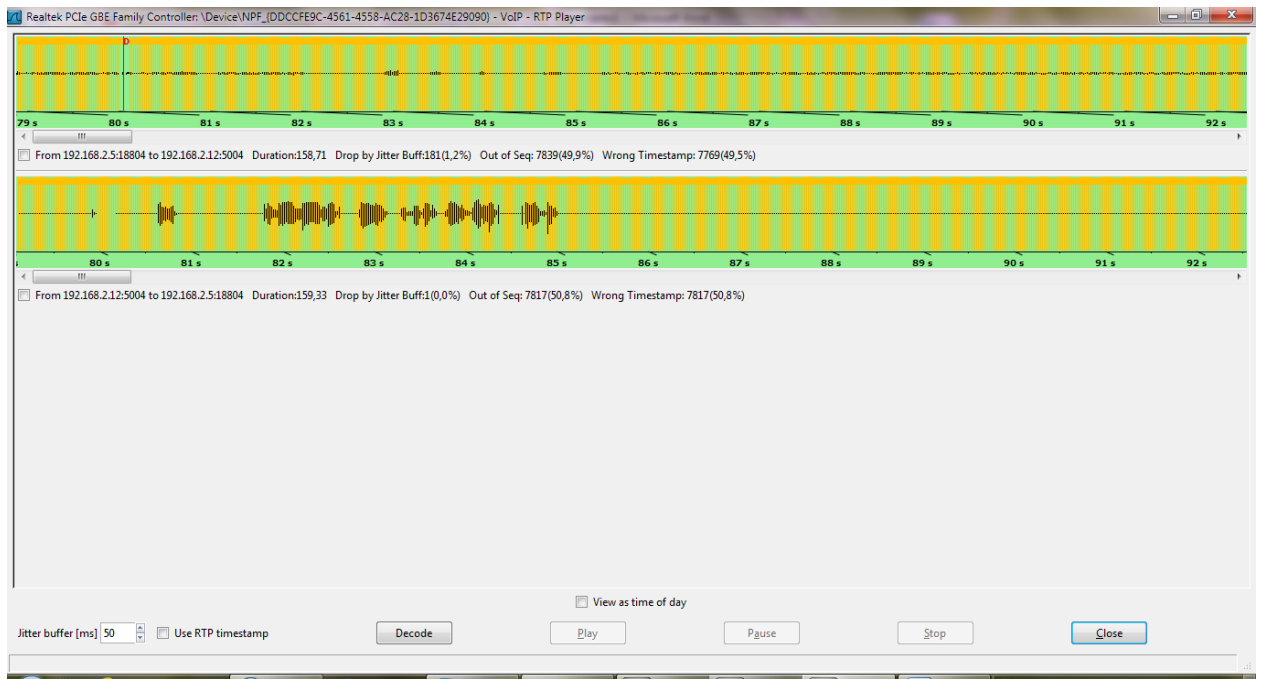 Realtek PCIe GBE Family Controller: \Device\NPF_{DDCCFE9C-4561-4558-AC28-1D3674E29090} - VoIP - RTP Player
D
79 s 80 s 81 s 82 s 83 s 84 s 85 s 86 s 87 s 88 s 89 s 90 s 91 s 92 s
From 192.168.2.5:18804 to 192.168.2.12:5004 Duration:158,71 Drop by Jitter Buff:181(1,2%) Out of Seq: 7839(49,9%) Wrong Timestamp: 7769(49,5%)
80 s 81 s 82 s 83 s 84 s 85 s 86 s 87 s 88 s 89 s 90 s 91 s 92 s
From 192.168.2.12:5004 to 192.168.2.5:18804 Duration:159,33 Drop by Jitter Buff:1(0,0%) Out of Seq: 7817(50,8%) Wrong Timestamp: 7817(50,8%)
View as time of day
Jitter buffer [ms] 50 Use RTP timestamp Decode Play Pause Stop Close